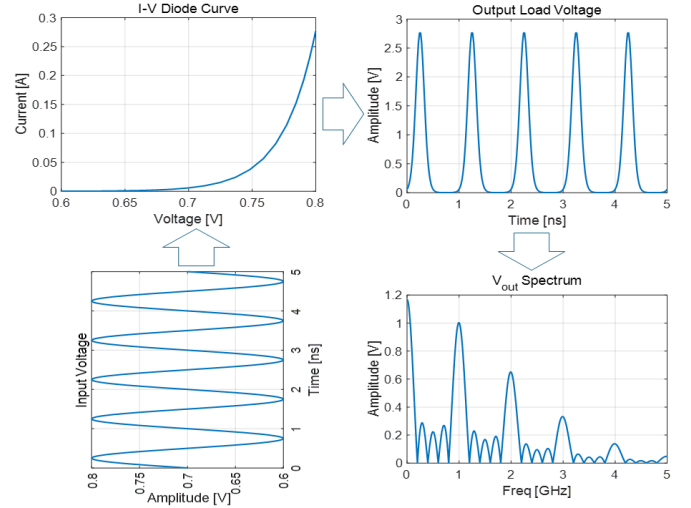 I-V Diode Curve
Current [A]
0.3
0.25
0.2
0.15
0.1
0.05
0
0.6 0.65 0.7 0.75 0.8
Voltage [V]
Output Load Voltage
Amplitude [V]
3
2.5
2
1.5
1
0.5
0
0 1 2 3 4 5
Time [ns]
Input Voltage
5
4
3
2
1
0
Time [ns]
0.8 0.75 0.7 0.65 0.6
Amplitude [V]
Vout Spectrum
Amplitude [V]
1.2
1
0.8
0.6
0.4
0.2
0
0 1 2 3 4 5
Freq [GHz]